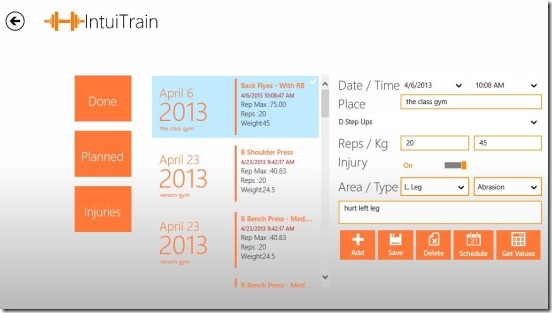 IntuiTrain
Done
Planned
Injuries
April 6
2013
the class gym
Back Flyes - With RB
4/6/2013 10:08:47 AM
Rep Max :75.00
Reps :20
Weight45
April 23
2013
venom gym
B Shoulder Press
4/23/2013 9:42:17 AM
Rep Max :40.83
Reps :20
Weight24.5
April 23
2013
venom gym
B Bench Press - Med....
4/23/2013 9:42:17 AM
Rep Max :40.83
Reps :20
Weight24.5
B Bench Press - Med....
Date / Time 4/6/2013 10:08 AM
Place the class gym
D Step Ups
Reps / Kg 20 45
Injury On
Area / Type L. Leg Abrasion
hurt left leg
Add Save Delete Schedule Get Values